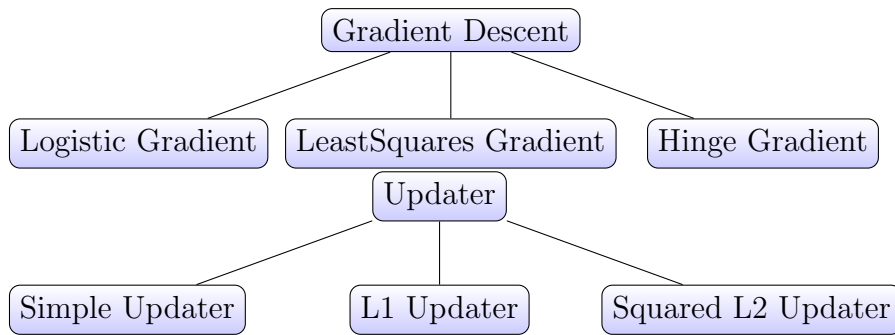 Gradient Descent
Logistic Gradient LeastSquares Gradient Hinge Gradient
Updater
Simple Updater L1 Updater Squared L2 Updater